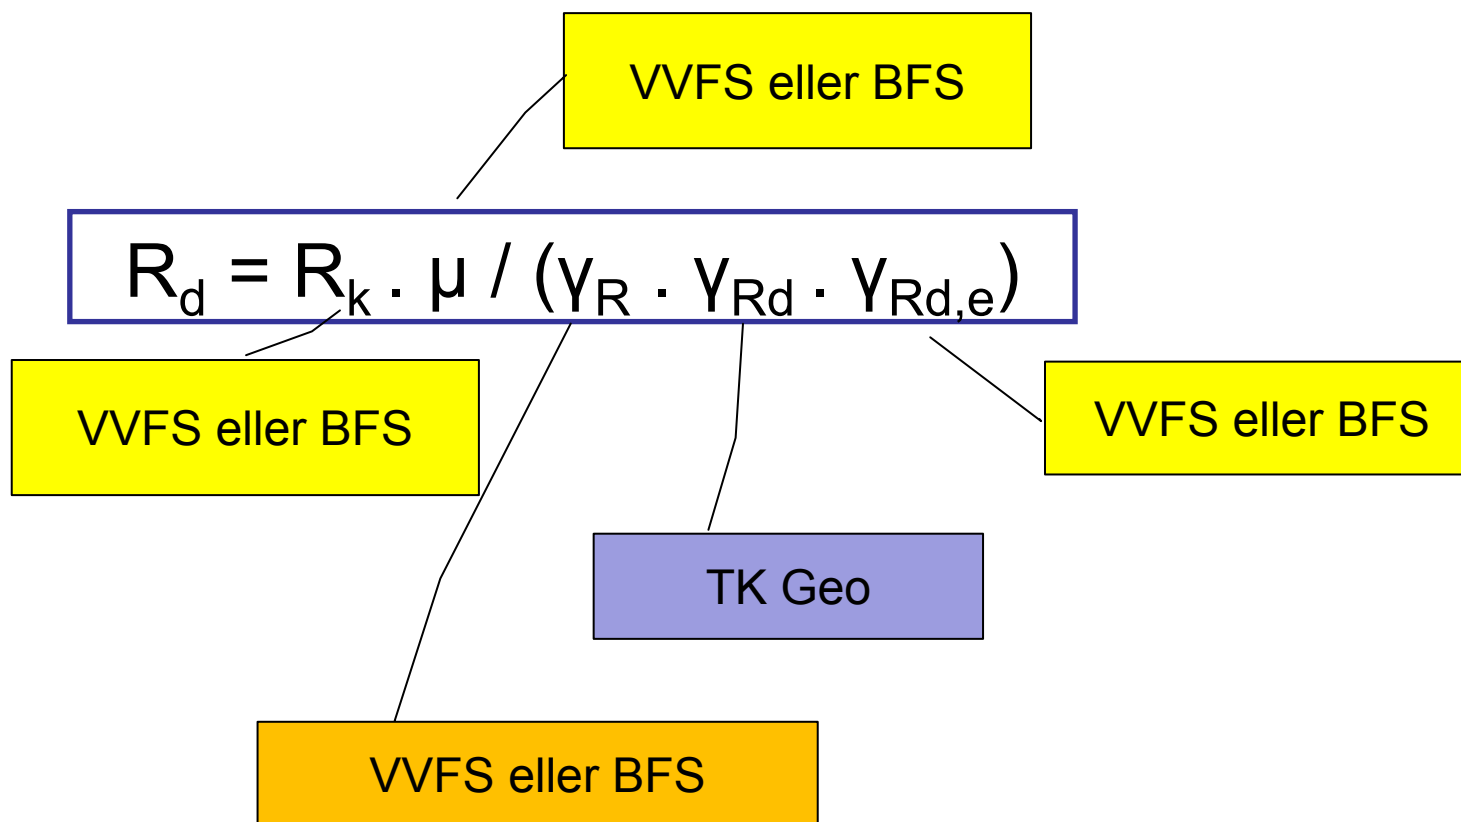 VVFS eller BFS
R_d = R_k . μ / (γ_R . γ_Rd . γ_Rd,e)
VVFS eller BFS
VVFS eller BFS
TK Geo
VVFS eller BFS